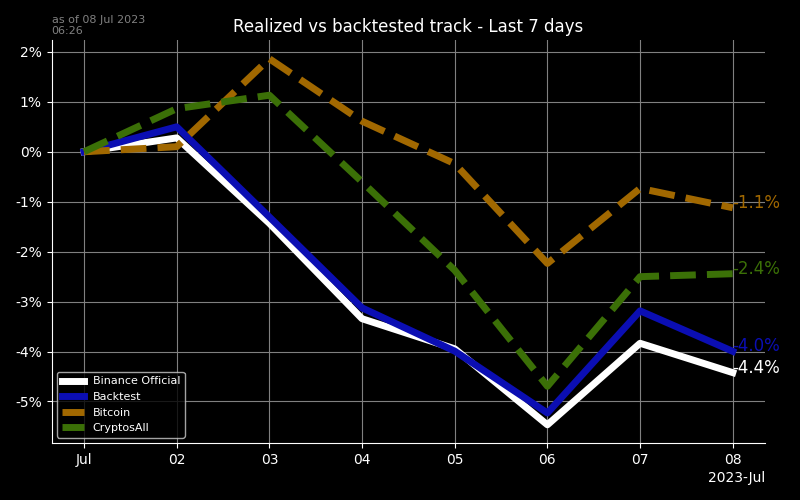 as of 08 Jul 2023
06:26
Realized vs backtested track - Last 7 days
2%
1%
0%
-1%
-2%
-3%
-4%
-5%
-1.1%
-2.4%
-4.0%
-4.4%
Binance Official
Backtest
Bitcoin
CryptosAll
Jul 02 03 04 05 06 07 08
2023-Jul